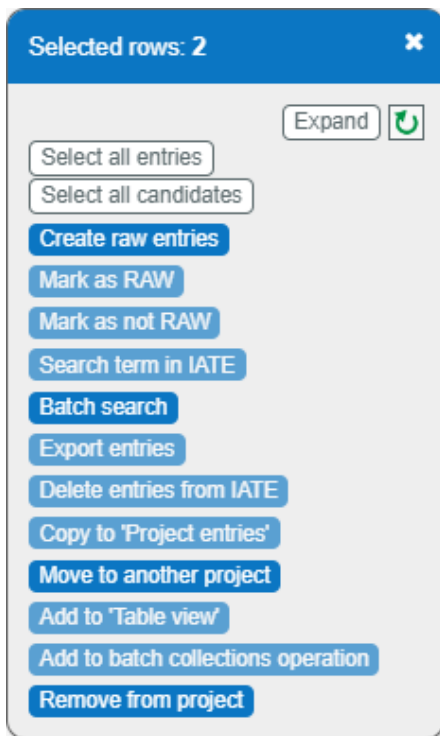 Selected rows: 2
Expand
Select all entries
Select all candidates
Create raw entries
Mark as RAW
Mark as not RAW
Search term in IATE
Batch search
Export entries
Delete entries from IATE
Copy to 'Project entries'
Move to another project
Add to 'Table view'
Add to batch collections operation
Remove from project